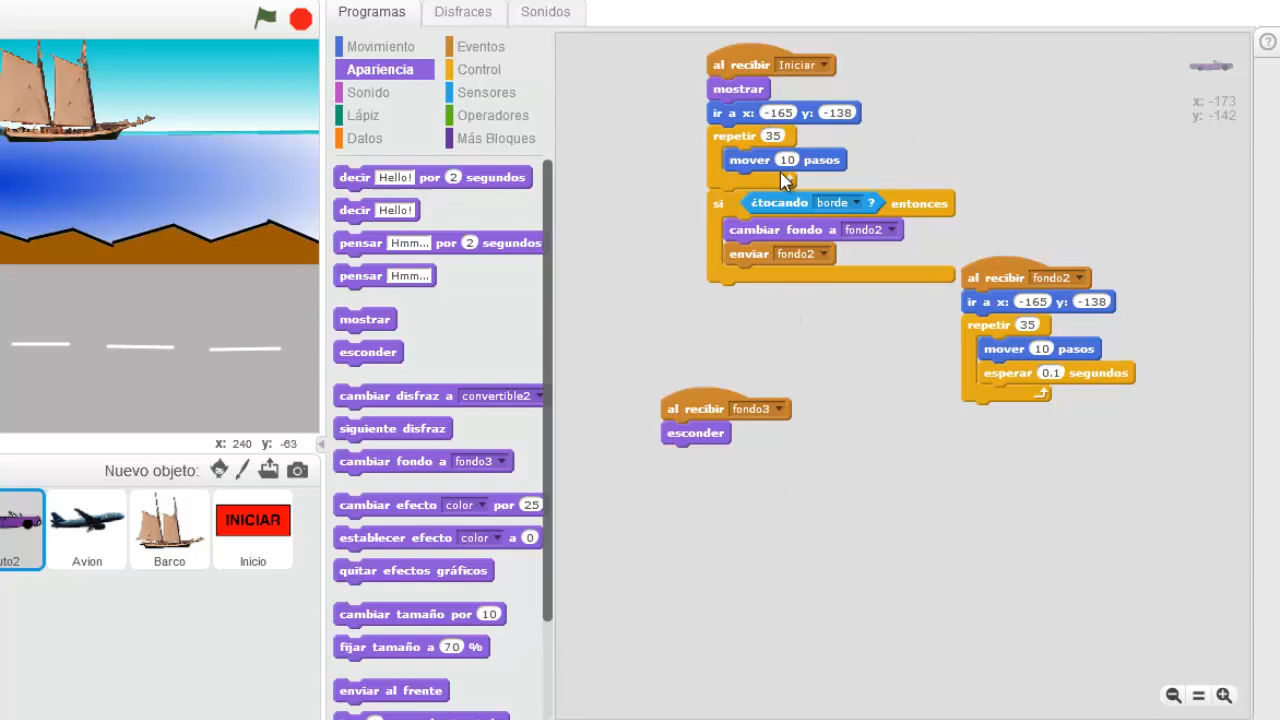 Programas Disfraces Sonidos
Movimiento Eventos
Apariencia Control
Sonido Sensores
Lápiz Operadores
Datos Más Bloques
decir Hello! por 2 segundos
decir Hello!
pensar Hmm... por 2 segundos
pensar Hmm...
mostrar
esconder
cambiar disfraz a convertible2
siguiente disfraz
cambiar fondo a fondo3
cambiar efecto color por 25
establecer efecto color a 0
quitar efectos gráficos
cambiar tamaño por 10
fijar tamaño a 70 %
enviar al frente
al recibir Iniciar
mostrar
ir a x: -165 y: -138
repetir 35
mover 10 pasos
si ¿tocando borde ? entonces
cambiar fondo a fondo2
enviar fondo2
al recibir fondo2
ir a x: -165 y: -138
repetir 35
mover 10 pasos
esperar 0.1 segundos
al recibir fondo3
esconder
x: -173
y: -142
?
x: 240 y: -63
Nuevo objeto:
INICIAR
uto2 Avion Barco Inicio